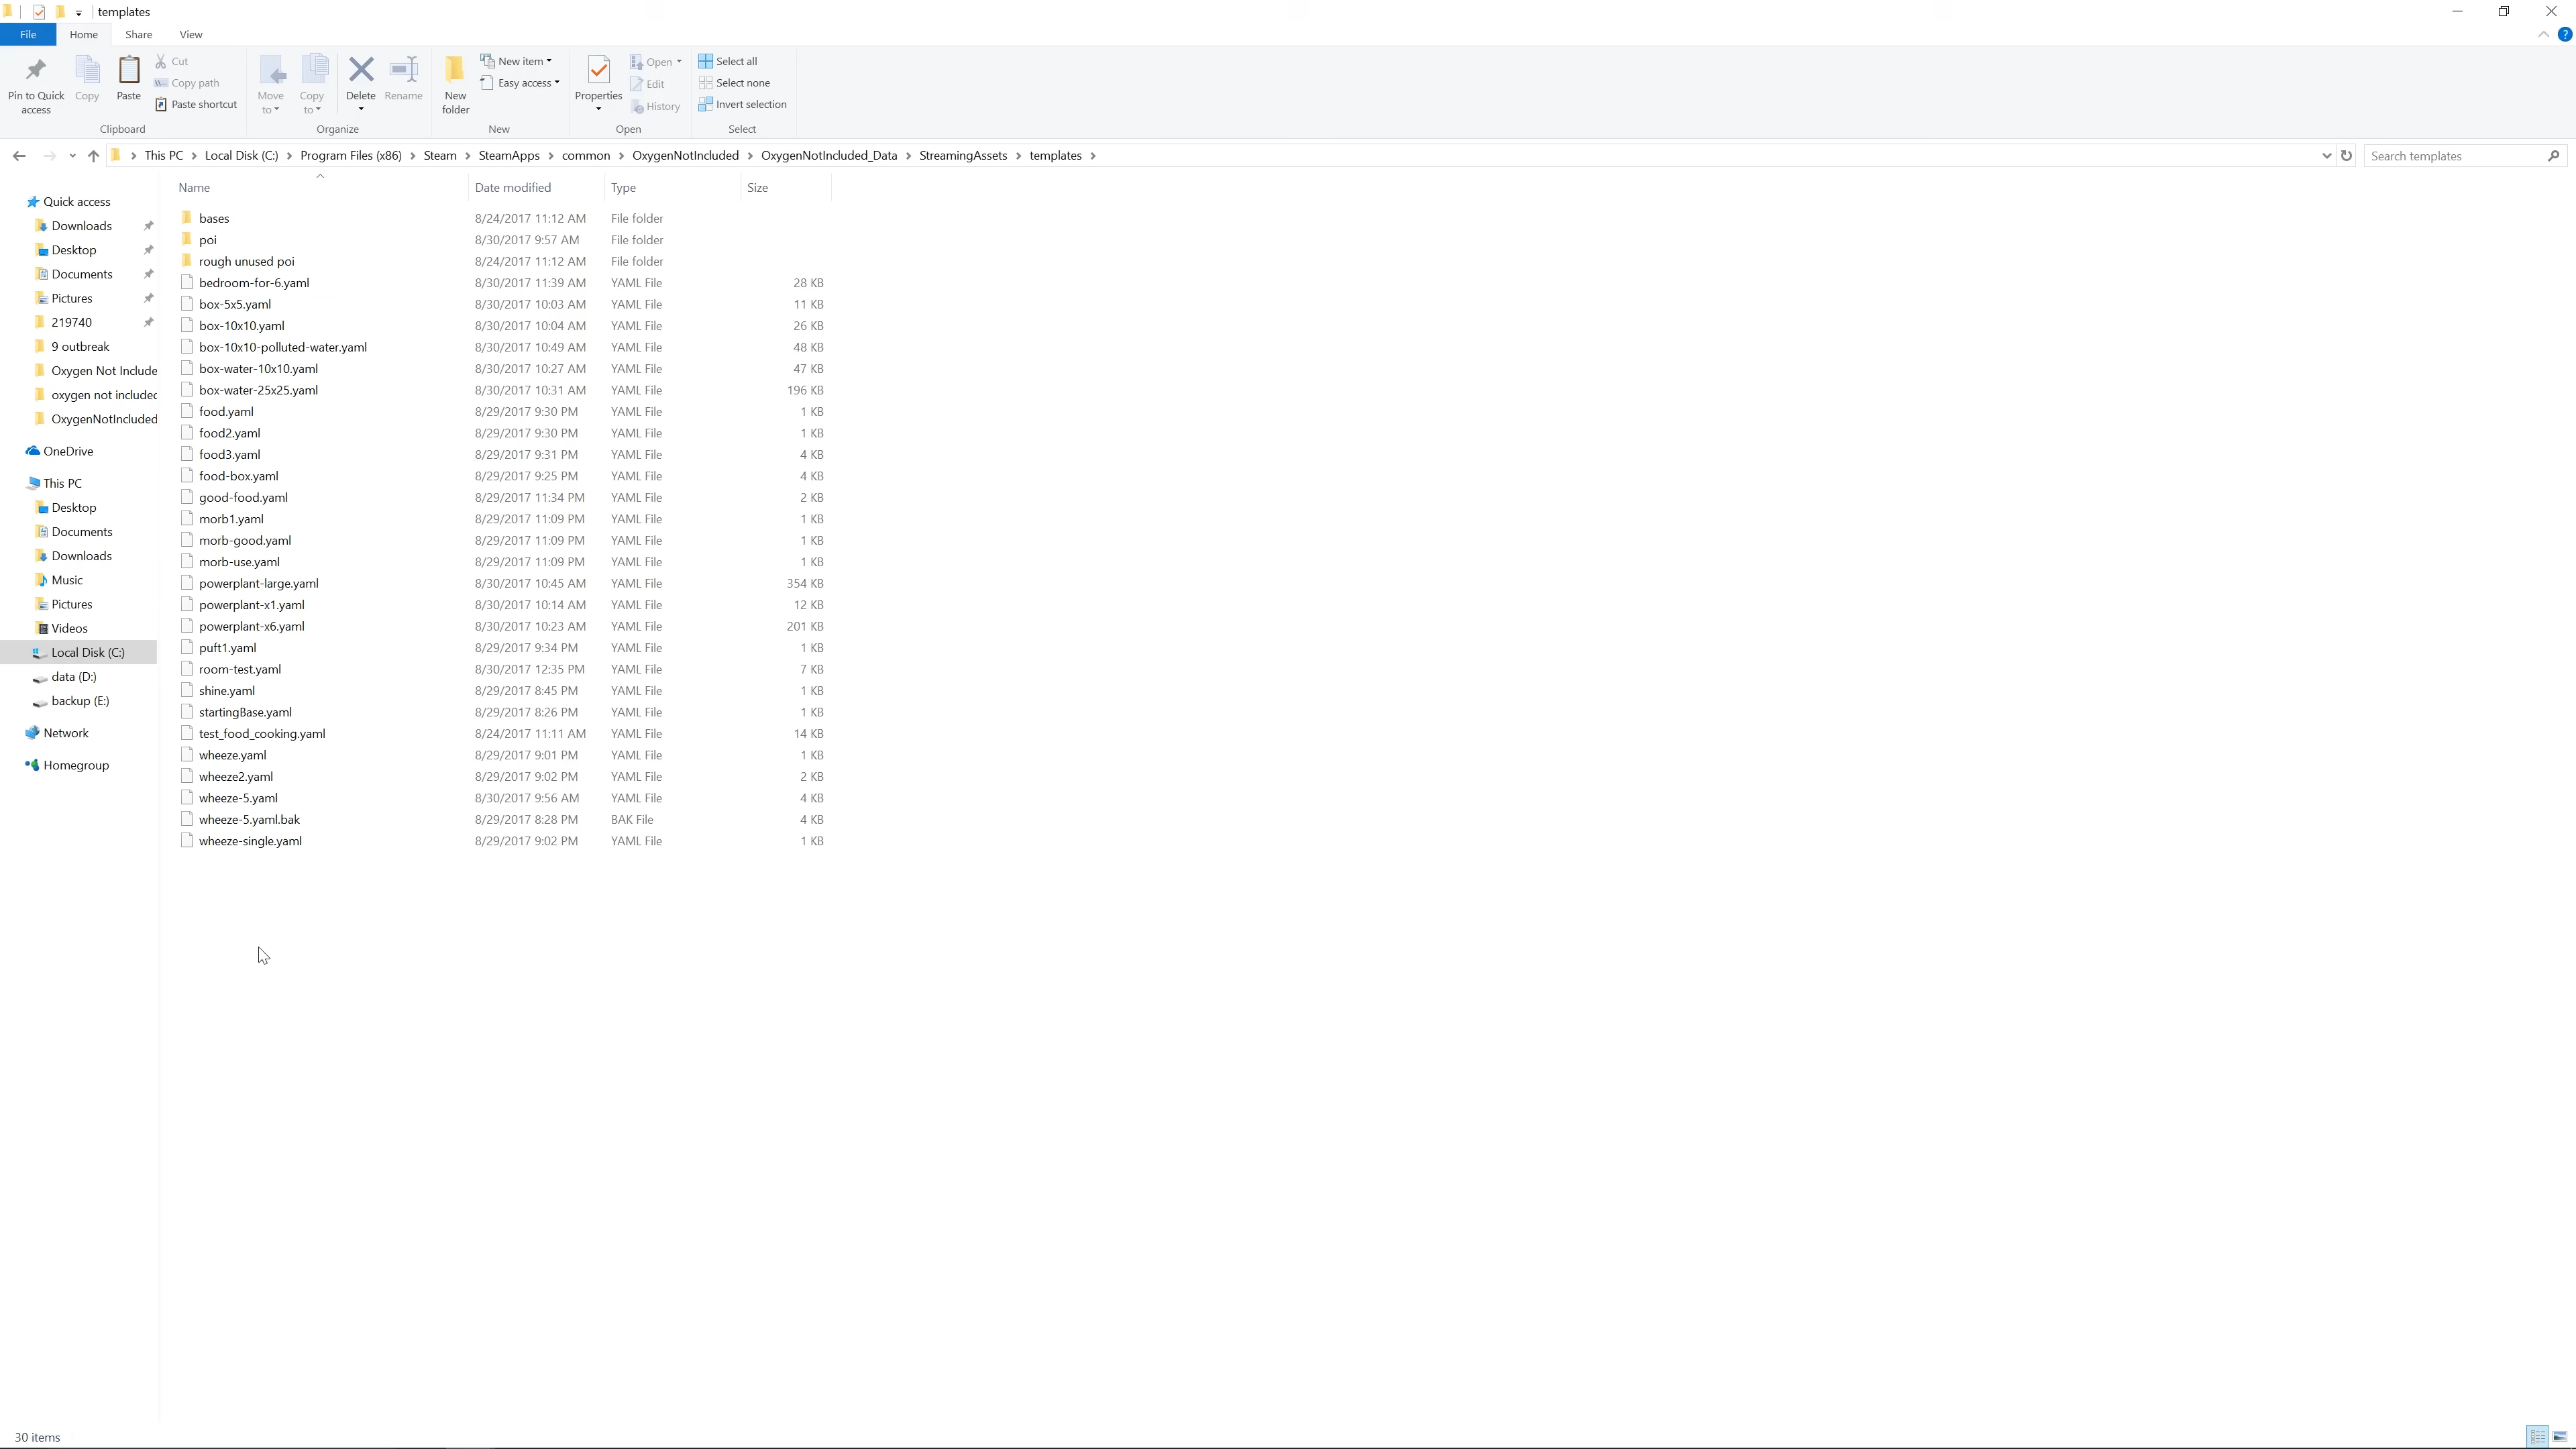 templates
File Home Share View
Pin to Quick access
Copy
Paste
Cut
Copy path
Paste shortcut
Clipboard
Move to
Copy to
Delete
Rename
Organize
New folder
New item
Easy access
New
Properties
Open
Edit
History
Open
Select all
Select none
Invert selection
Select
This PC > Local Disk (C:) > Program Files (x86) > Steam > SteamApps > common > OxygenNotIncluded > OxygenNotIncluded_Data > StreamingAssets > templates >
Search templates
Quick access
Downloads
Desktop
Documents
Pictures
219740
9 outbreak
Oxygen Not Include
oxygen not included
OxygenNotIncluded
OneDrive
This PC
Desktop
Documents
Downloads
Music
Pictures
Videos
Local Disk (C:)
data (D:)
backup (E:)
Network
Homegroup
Name Date modified Type Size
bases 8/24/2017 11:12 AM File folder
poi 8/30/2017 9:57 AM File folder
rough unused poi 8/24/2017 11:12 AM File folder
bedroom-for-6.yaml 8/30/2017 11:39 AM YAML File 28 KB
box-5x5.yaml 8/30/2017 10:03 AM YAML File 11 KB
box-10x10.yaml 8/30/2017 10:04 AM YAML File 26 KB
box-10x10-polluted-water.yaml 8/30/2017 10:49 AM YAML File 48 KB
box-water-10x10.yaml 8/30/2017 10:27 AM YAML File 47 KB
box-water-25x25.yaml 8/30/2017 10:31 AM YAML File 196 KB
food.yaml 8/29/2017 9:30 PM YAML File 1 KB
food2.yaml 8/29/2017 9:30 PM YAML File 1 KB
food3.yaml 8/29/2017 9:31 PM YAML File 4 KB
food-box.yaml 8/29/2017 9:25 PM YAML File 4 KB
good-food.yaml 8/29/2017 11:34 PM YAML File 2 KB
morb1.yaml 8/29/2017 11:09 PM YAML File 1 KB
morb-good.yaml 8/29/2017 11:09 PM YAML File 1 KB
morb-use.yaml 8/29/2017 11:09 PM YAML File 1 KB
powerplant-large.yaml 8/30/2017 10:45 AM YAML File 354 KB
powerplant-x1.yaml 8/30/2017 10:14 AM YAML File 12 KB
powerplant-x6.yaml 8/30/2017 10:23 AM YAML File 201 KB
puft1.yaml 8/29/2017 9:34 PM YAML File 1 KB
room-test.yaml 8/30/2017 12:35 PM YAML File 7 KB
shine.yaml 8/29/2017 8:45 PM YAML File 1 KB
startingBase.yaml 8/29/2017 8:26 PM YAML File 1 KB
test_food_cooking.yaml 8/24/2017 11:11 AM YAML File 14 KB
wheeze.yaml 8/29/2017 9:01 PM YAML File 1 KB
wheeze2.yaml 8/29/2017 9:02 PM YAML File 2 KB
wheeze-5.yaml 8/30/2017 9:56 AM YAML File 4 KB
wheeze-5.yaml.bak 8/29/2017 8:28 PM BAK File 4 KB
wheeze-single.yaml 8/29/2017 9:02 PM YAML File 1 KB
30 items